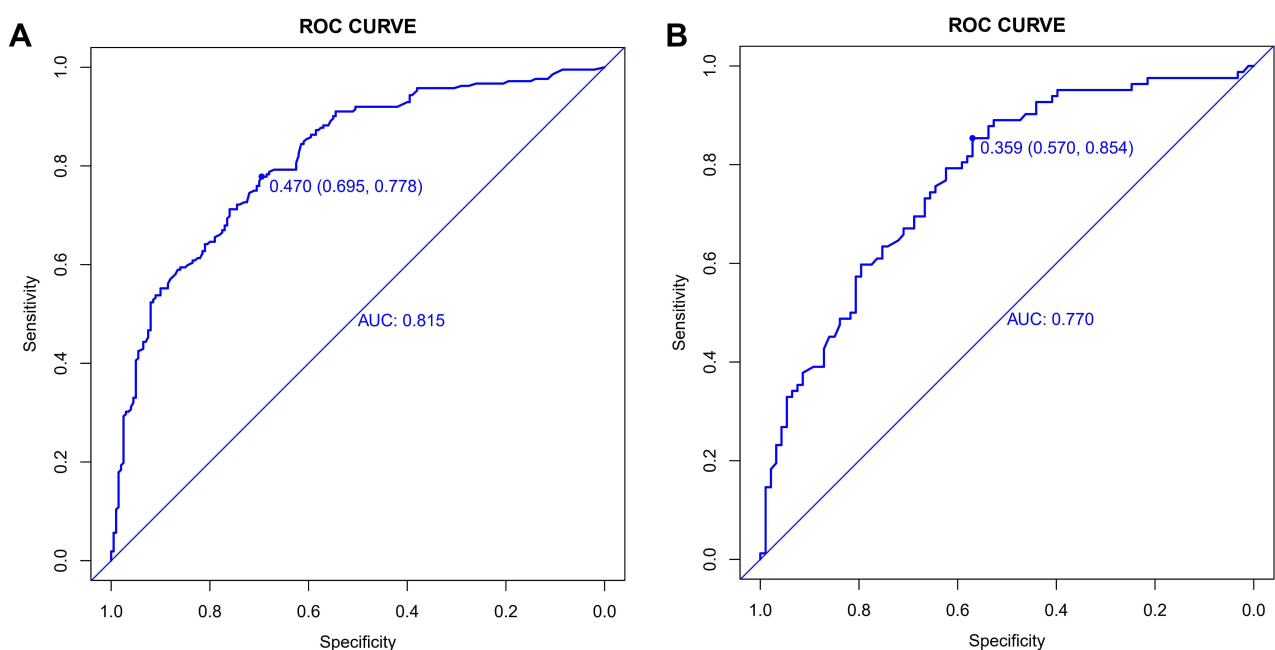 A
ROC CURVE
Sensitivity
0.0 0.2 0.4 0.6 0.8 1.0
0.470 (0.695, 0.778)
AUC: 0.815
1.0 0.8 0.6 0.4 0.2 0.0
Specificity
B
ROC CURVE
Sensitivity
0.0 0.2 0.4 0.6 0.8 1.0
0.359 (0.570, 0.854)
AUC: 0.770
1.0 0.8 0.6 0.4 0.2 0.0
Specificity